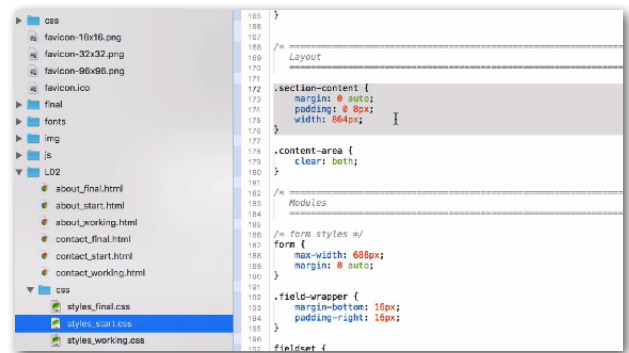 css
favicon-16x16.png
favicon-32x32.png
favicon-96x96.png
favicon.ico
final
fonts
img
js
L02
about_final.html
about_start.html
about_working.html
contact_final.html
contact_start.html
contact_working.html
css
styles_final.css
styles_start.css
styles_working.css
165 }
166
167
168 /* ==================================================
169 Layout
170 ==================================================
171
172 .section-content {
173 margin: 0 auto;
174 padding: 0 8px;
175 width: 864px;
176 }
177
178 .content-area {
179 clear: both;
180 }
181
182 /* ==================================================
183 Modules
184 ==================================================
185
186 /* form styles */
187 form {
188 max-width: 688px;
189 margin: 0 auto;
190 }
191
192 .field-wrapper {
193 margin-bottom: 16px;
194 padding-right: 16px;
195 }
196
197 fieldset {